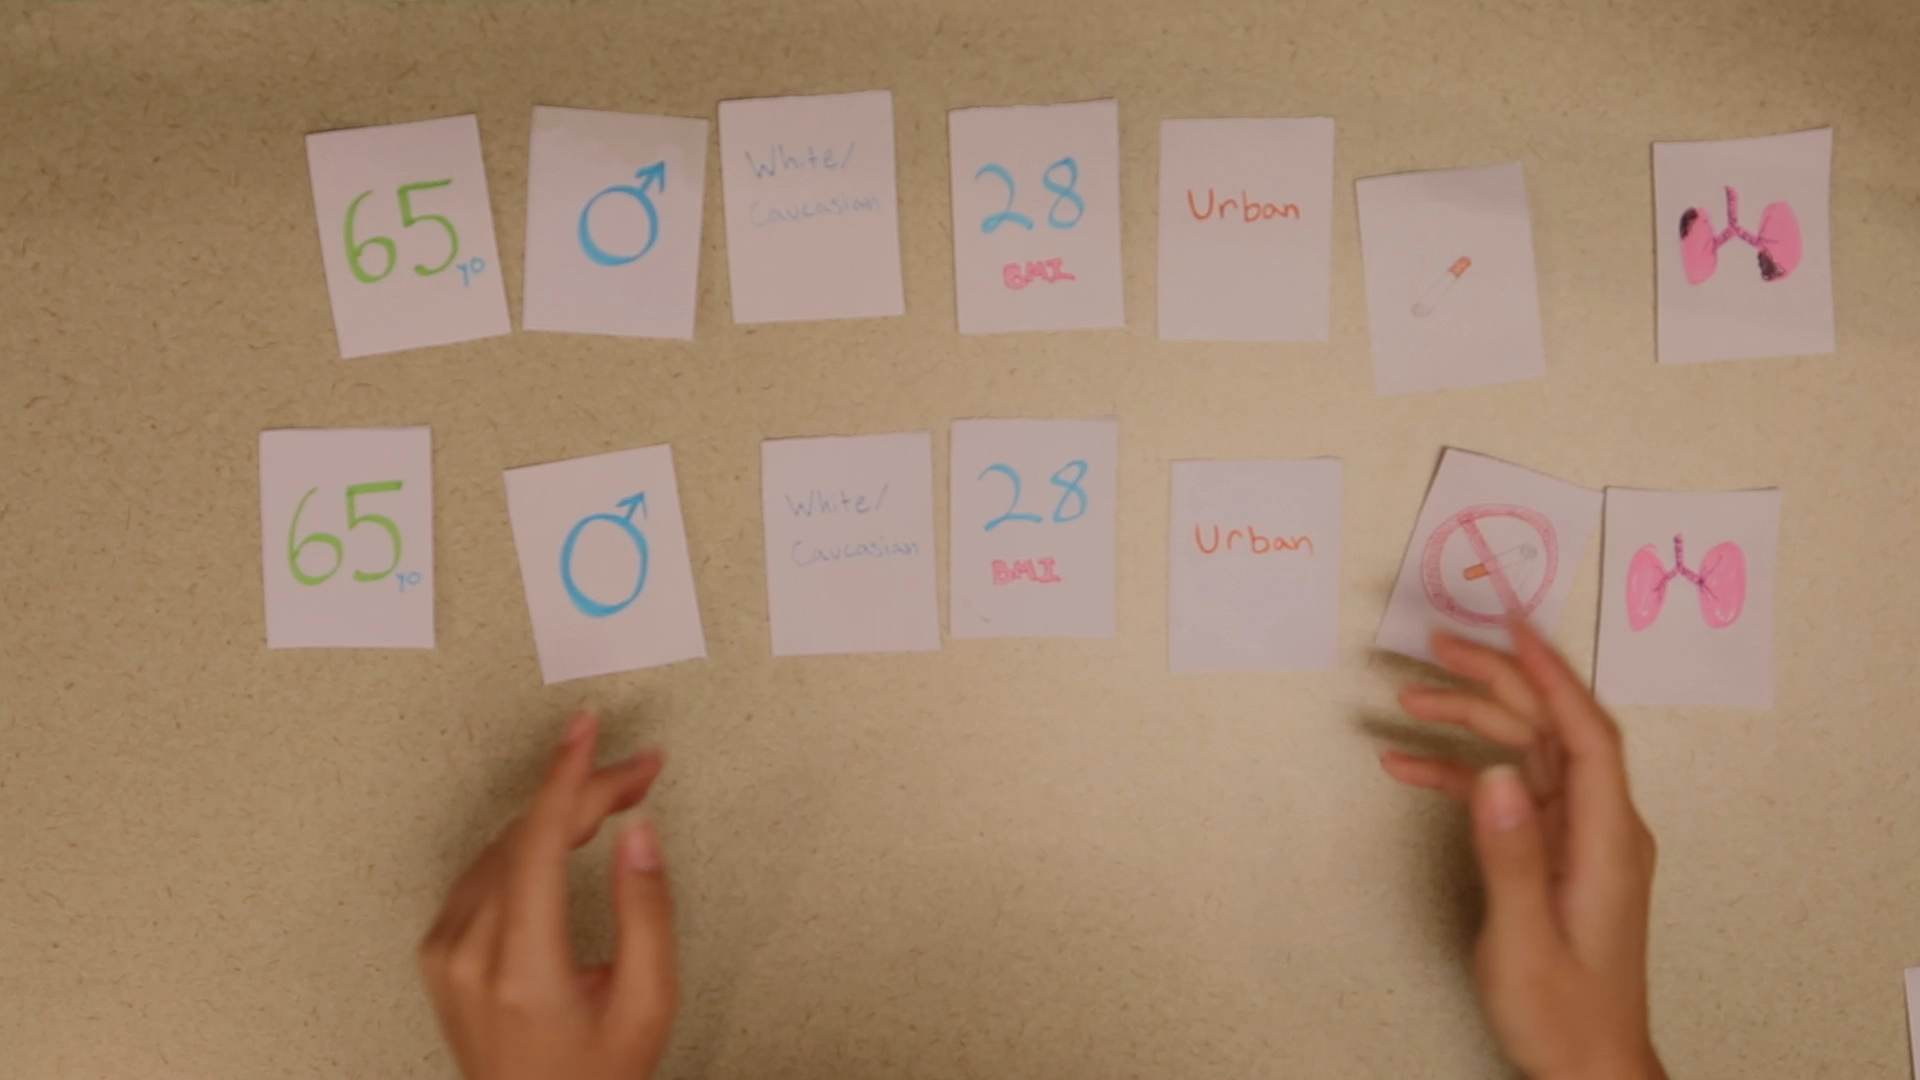 65
yo
White/
Caucasian
28
BMI
Urban
65
yo
White/
Caucasian
28
BMI
Urban